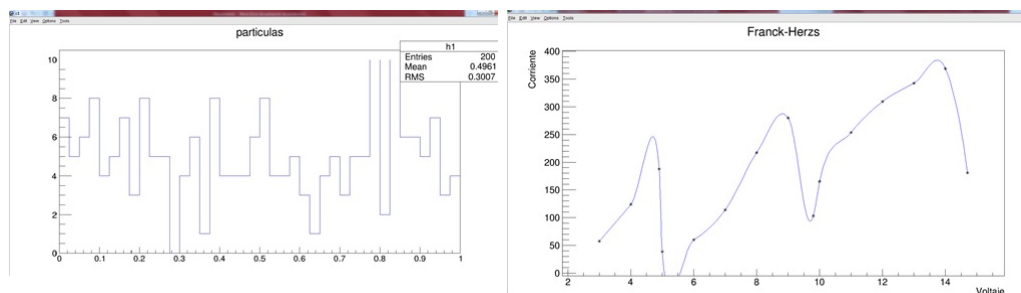 c1
File Edit View Options Tools
particulas
h1
Entries 200
Mean 0.4961
RMS 0.3007
10
8
6
4
2
0
0 0.1 0.2 0.3 0.4 0.5 0.6 0.7 0.8 0.9 1
File Edit View Options Tools
Franck-Herzs
Corriente
400
350
300
250
200
150
100
50
0
2 4 6 8 10 12 14
Voltaje